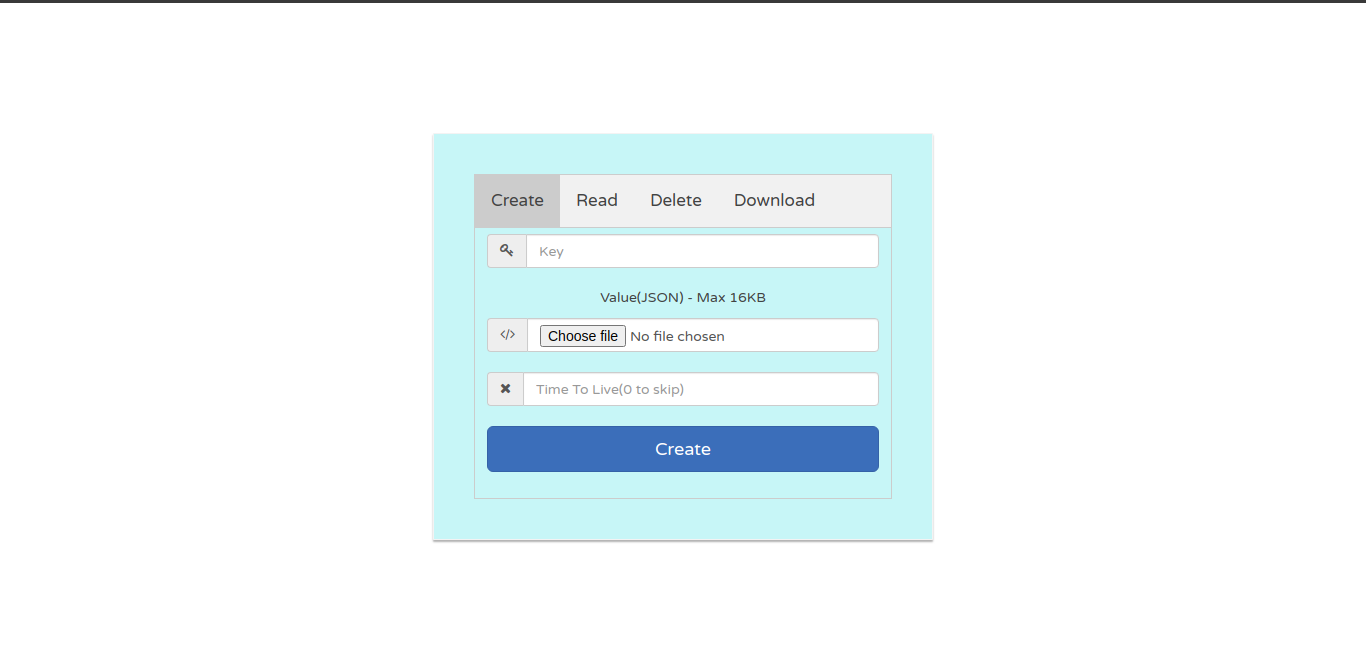 Create Read Delete Download
Key
Value(JSON) - Max 16KB
</> Choose file No file chosen
Time To Live(0 to skip)
Create